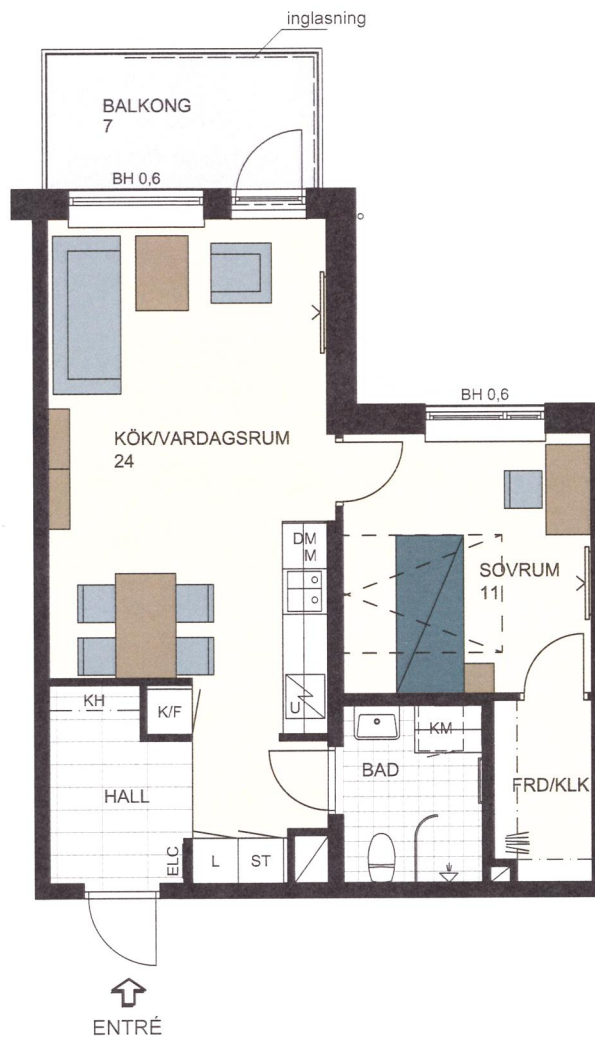 inglasning
BALKONG
7
BH 0,6
BH 0,6
KÖK/VARDAGSRUM
24
DM
M
SOVRUM
11
U
KH
K/F
KM
BAD
HALL
FRD/KLK
ELC
L
ST
ENTRÉ